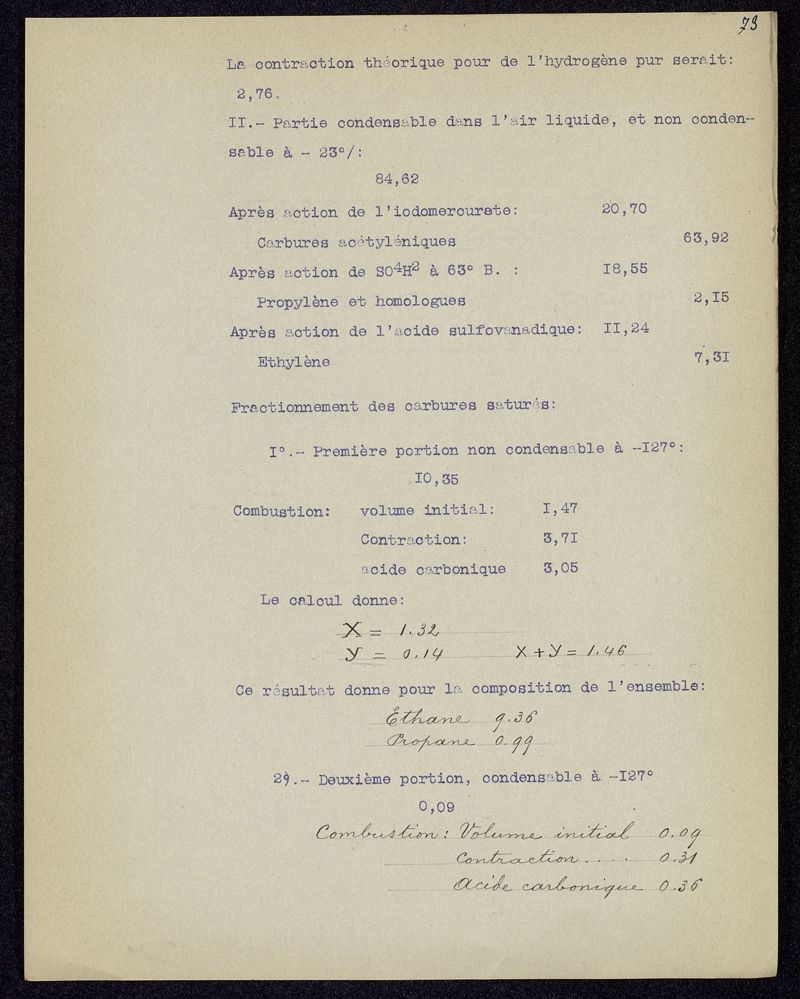 73
La contraction théorique pour de l'hydrogène pur serait:
2,76.
II.- Partie condensable dans l'air liquide, et non conden-
sable à - 23°/:
84,62
Après action de l'iodomercurate: 20,70
Carbures acétyléniques 63,92
Après action de SO⁴H² à 63° B. : I8,55
Propylène et homologues 2,I5
Après action de l'acide sulfovanadique: II,24
Ethylène 7,3I
Fractionnement des carbures saturés:
I°.- Première portion non condensable à -I27°:
I0,35
Combustion: volume initial: I,47
Contraction: 3,7I
acide carbonique 3,05
Le calcul donne:
X = 1.32
Y = 0.14 X + Y = 1.46
Ce résultat donne pour la composition de l'ensemble:
Ethane 9.36
Propane 0.99
2°.- Deuxième portion, condensable à -I27°
0,09
Combustion: Volume initial 0.09
Contraction.... 0.31
Acide carbonique 0.36